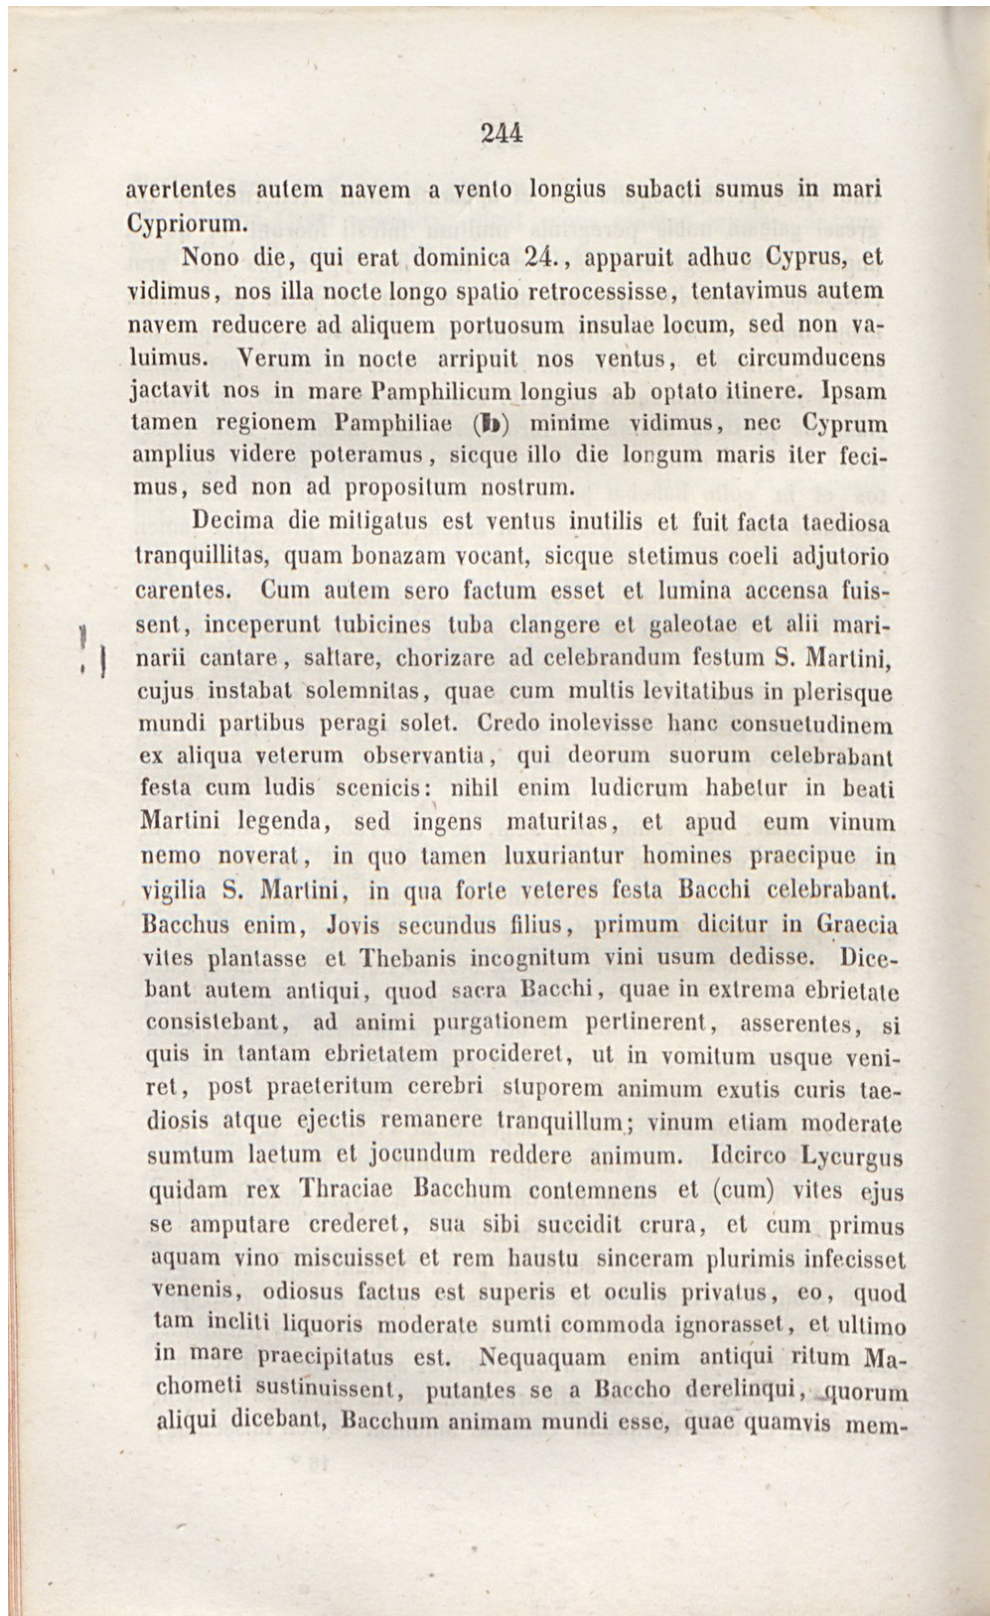 244
avertentes autem navem a vento longius subacti sumus in mari
Cypriorum.
Nono die, qui erat dominica 24., apparuit adhuc Cyprus, et
vidimus, nos illa nocte longo spatio retrocessisse, tentavimus autem
navem reducere ad aliquem portuosum insulae locum, sed non va-
luimus. Verum in nocte arripuit nos ventus, et circumducens
jactavit nos in mare Pamphilicum longius ab optato itinere. Ipsam
tamen regionem Pamphiliae (b) minime vidimus, nec Cyprum
amplius videre poteramus, sicque illo die longum maris iter feci-
mus, sed non ad propositum nostrum.
Decima die mitigatus est ventus inutilis et fuit facta taediosa
tranquillitas, quam bonazam vocant, sicque stetimus coeli adjutorio
carentes. Cum autem sero factum esset et lumina accensa fuis-
sent, inceperunt tubicines tuba clangere et galeotae et alii mari-
narii cantare, saltare, chorizare ad celebrandum festum S. Martini,
cujus instabat solemnitas, quae cum multis levitatibus in plerisque
mundi partibus peragi solet. Credo inolevisse hanc consuetudinem
ex aliqua veterum observantia, qui deorum suorum celebrabant
festa cum ludis scenicis: nihil enim ludicrum habetur in beati
Martini legenda, sed ingens maturitas, et apud eum vinum
nemo noverat, in quo tamen luxuriantur homines praecipue in
vigilia S. Martini, in qua forte veteres festa Bacchi celebrabant.
Bacchus enim, Jovis secundus filius, primum dicitur in Graecia
vites plantasse et Thebanis incognitum vini usum dedisse. Dice-
bant autem antiqui, quod sacra Bacchi, quae in extrema ebrietate
consistebant, ad animi purgationem pertinerent, asserentes, si
quis in tantam ebrietatem procideret, ut in vomitum usque veni-
ret, post praeteritum cerebri stuporem animum exutis curis tae-
diosis atque ejectis remanere tranquillum; vinum etiam moderate
sumtum laetum et jocundum reddere animum. Idcirco Lycurgus
quidam rex Thraciae Bacchum contemnens et (cum) vites ejus
se amputare crederet, sua sibi succidit crura, et cum primus
aquam vino miscuisset et rem haustu sinceram plurimis infecisset
venenis, odiosus factus est superis et oculis privatus, eo, quod
tam incliti liquoris moderate sumti commoda ignorasset, et ultimo
in mare praecipitatus est. Nequaquam enim antiqui ritum Ma-
chometi sustinuissent, putantes se a Baccho derelinqui, quorum
aliqui dicebant, Bacchum animam mundi esse, quae quamvis mem-